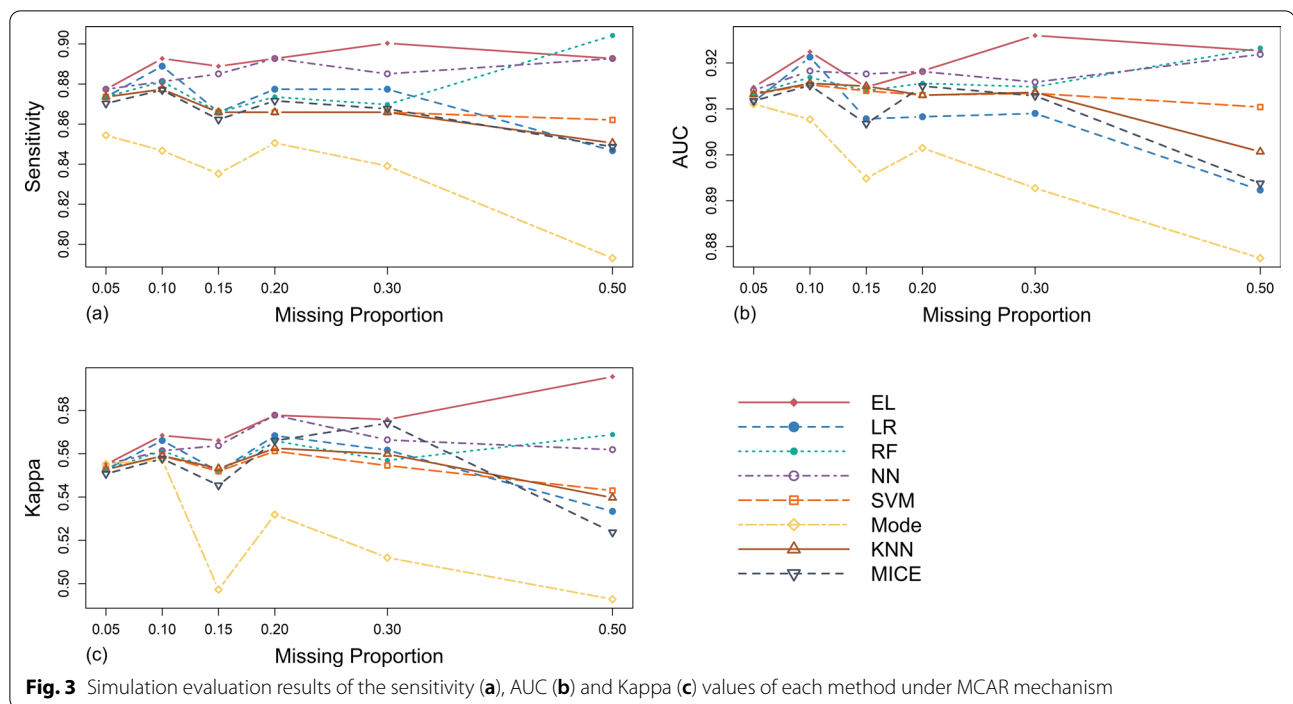 0.80 0.82 0.84 0.86 0.88 0.90
Sensitivity
0.05 0.10 0.15 0.20 0.30 0.50
(a) Missing Proportion
0.88 0.89 0.90 0.91 0.92
AUC
0.05 0.10 0.15 0.20 0.30 0.50
(b) Missing Proportion
0.50 0.52 0.54 0.56 0.58
Kappa
0.05 0.10 0.15 0.20 0.30 0.50
(c) Missing Proportion
EL
LR
RF
NN
SVM
Mode
KNN
MICE
Fig. 3 Simulation evaluation results of the sensitivity (a), AUC (b) and Kappa (c) values of each method under MCAR mechanism